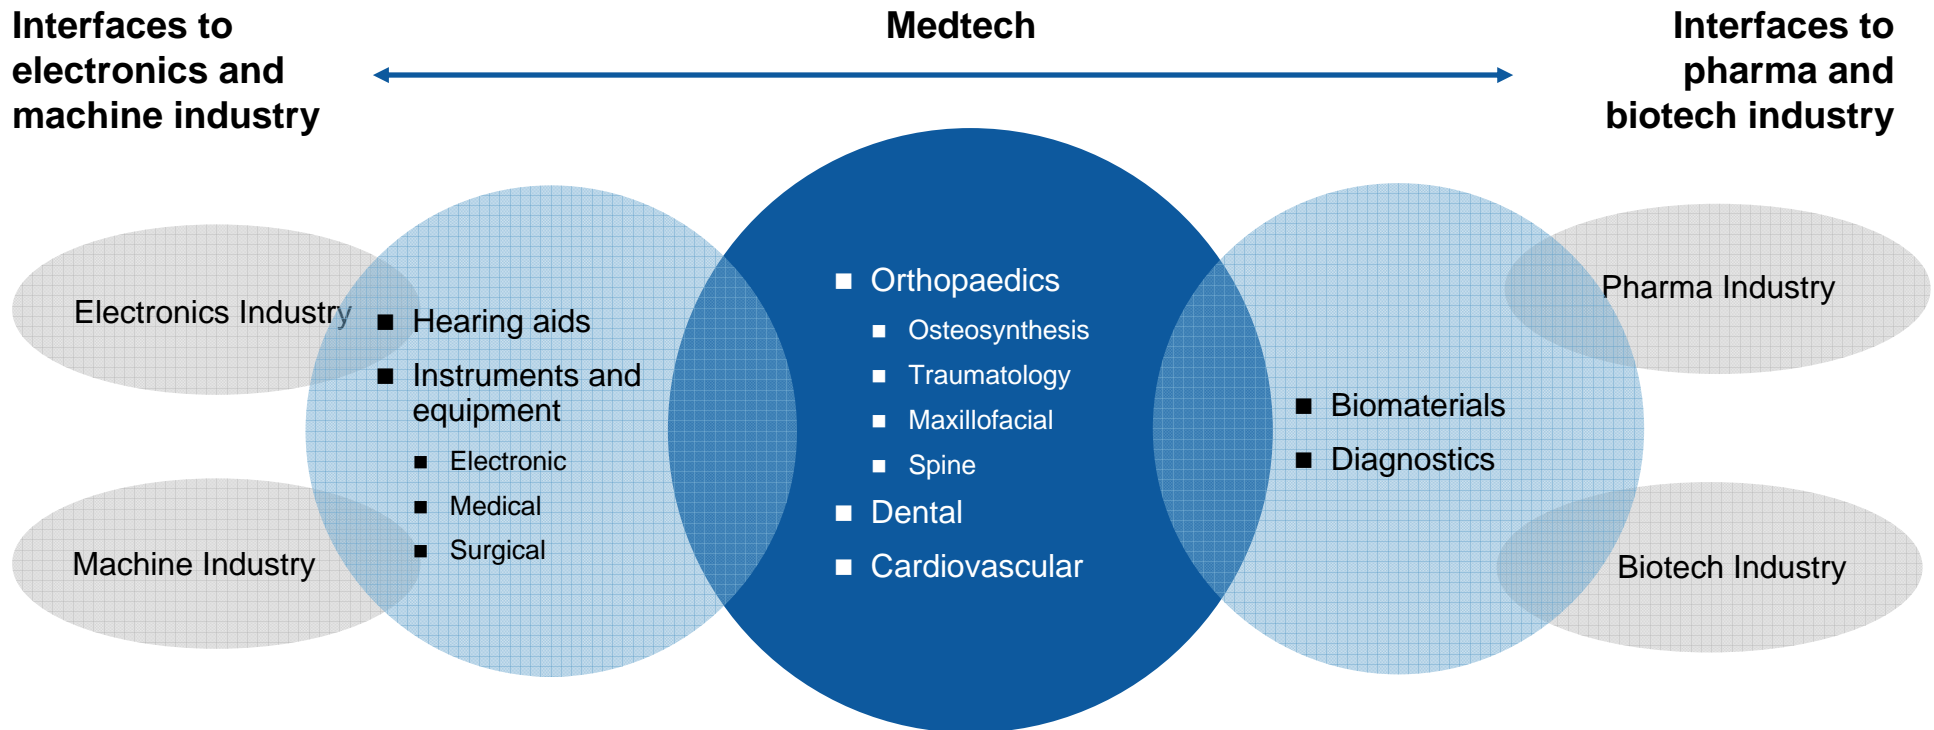 Interfaces to
electronics and
machine industry
Medtech
Interfaces to
pharma and
biotech industry
Electronics Industry
Machine Industry
Hearing aids
Instruments and
equipment
Electronic
Medical
Surgical
Orthopaedics
Osteosynthesis
Traumatology
Maxillofacial
Spine
Dental
Cardiovascular
Biomaterials
Diagnostics
Pharma Industry
Biotech Industry